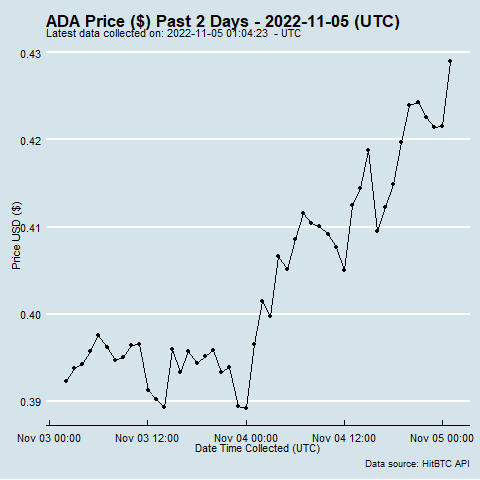 ADA Price ($) Past 2 Days - 2022-11-05 (UTC)
Latest data collected on: 2022-11-05 01:04:23 - UTC
0.43
0.42
0.41
0.40
0.39
Price USD ($)
Nov 03 00:00 Nov 03 12:00 Nov 04 00:00 Nov 04 12:00 Nov 05 00:00
Date Time Collected (UTC)
Data source: HitBTC API